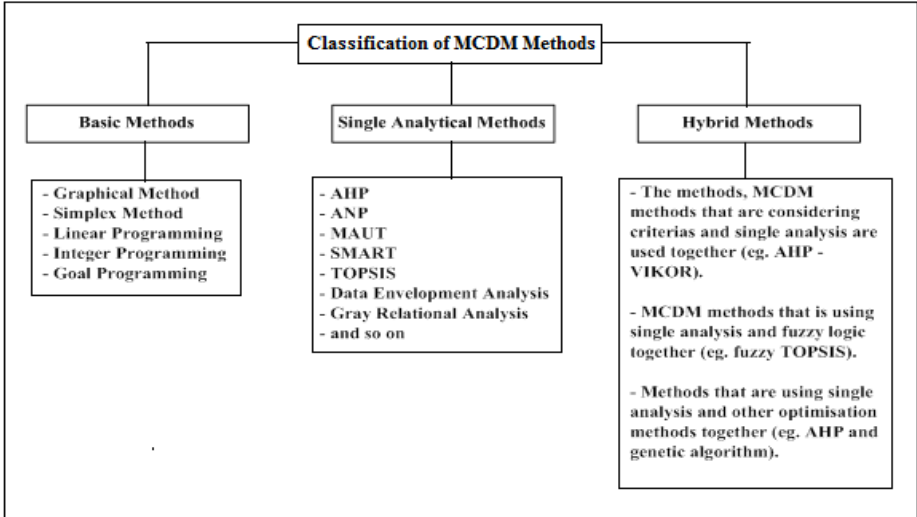 Classification of MCDM Methods
Basic Methods
- Graphical Method
- Simplex Method
- Linear Programming
- Integer Programming
- Goal Programming
Single Analytical Methods
- AHP
- ANP
- MAUT
- SMART
- TOPSIS
- Data Envelopment Analysis
- Gray Relational Analysis
- and so on
Hybrid Methods
- The methods, MCDM
methods that are considering
criterias and single analysis are
used together (eg. AHP -
VIKOR).
- MCDM methods that is using
single analysis and fuzzy logic
together (eg. fuzzy TOPSIS).
- Methods that are using single
analysis and other optimisation
methods together (eg. AHP and
genetic algorithm).